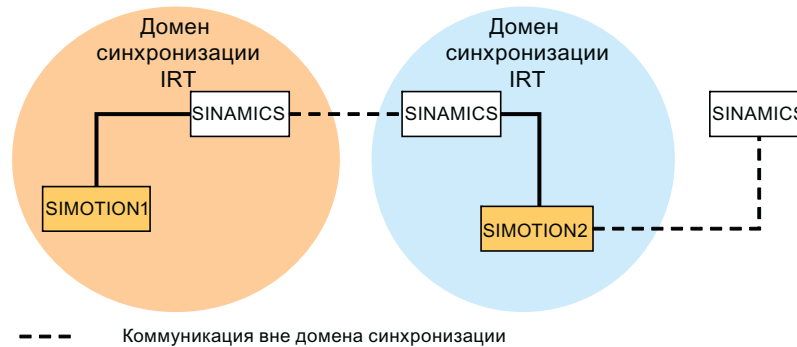 Домен
синхронизации
IRT
Домен
синхронизации
IRT
SINAMICS
SINAMICS
SINAMICS
SIMOTION1
SIMOTION2
Коммуникация вне домена синхронизации